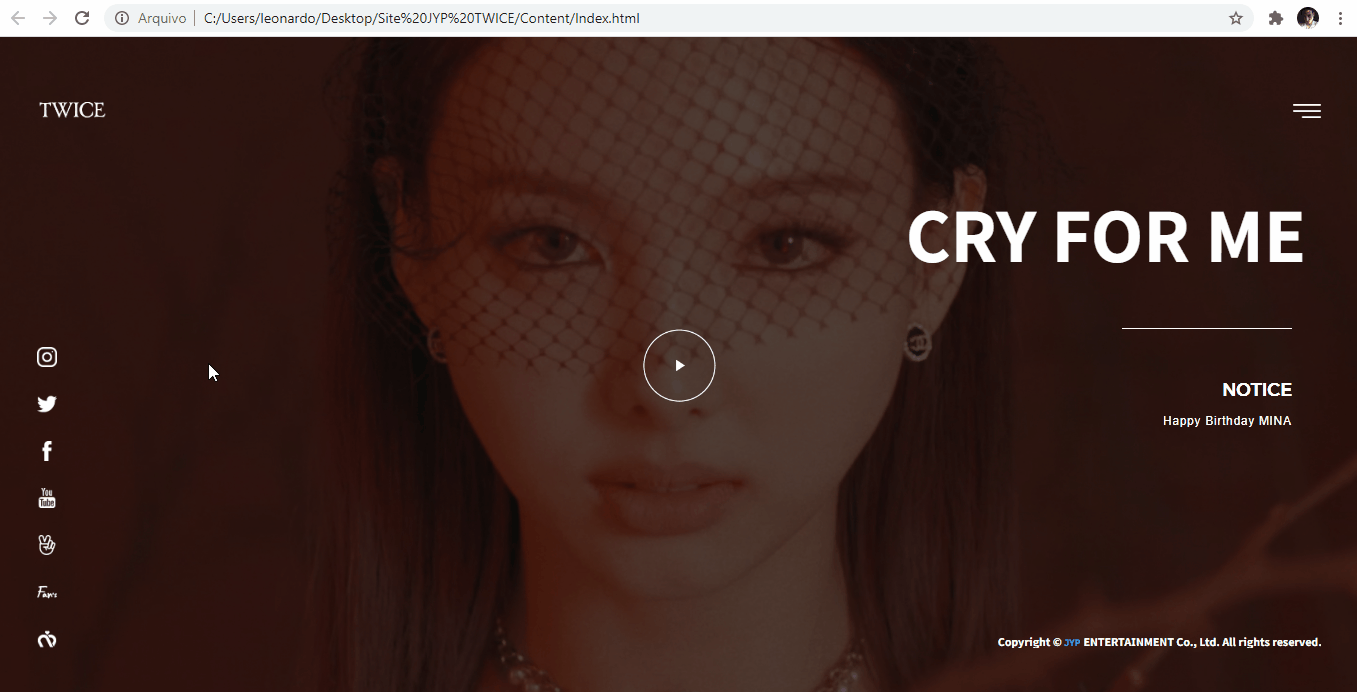 Arquivo | C:/Users/leonardo/Desktop/Site%20JYP%20TWICE/Content/Index.html
TWICE
CRY FOR ME
NOTICE
Happy Birthday MINA
You
Tube
Fan's
Copyright © JYP ENTERTAINMENT Co., Ltd. All rights reserved.